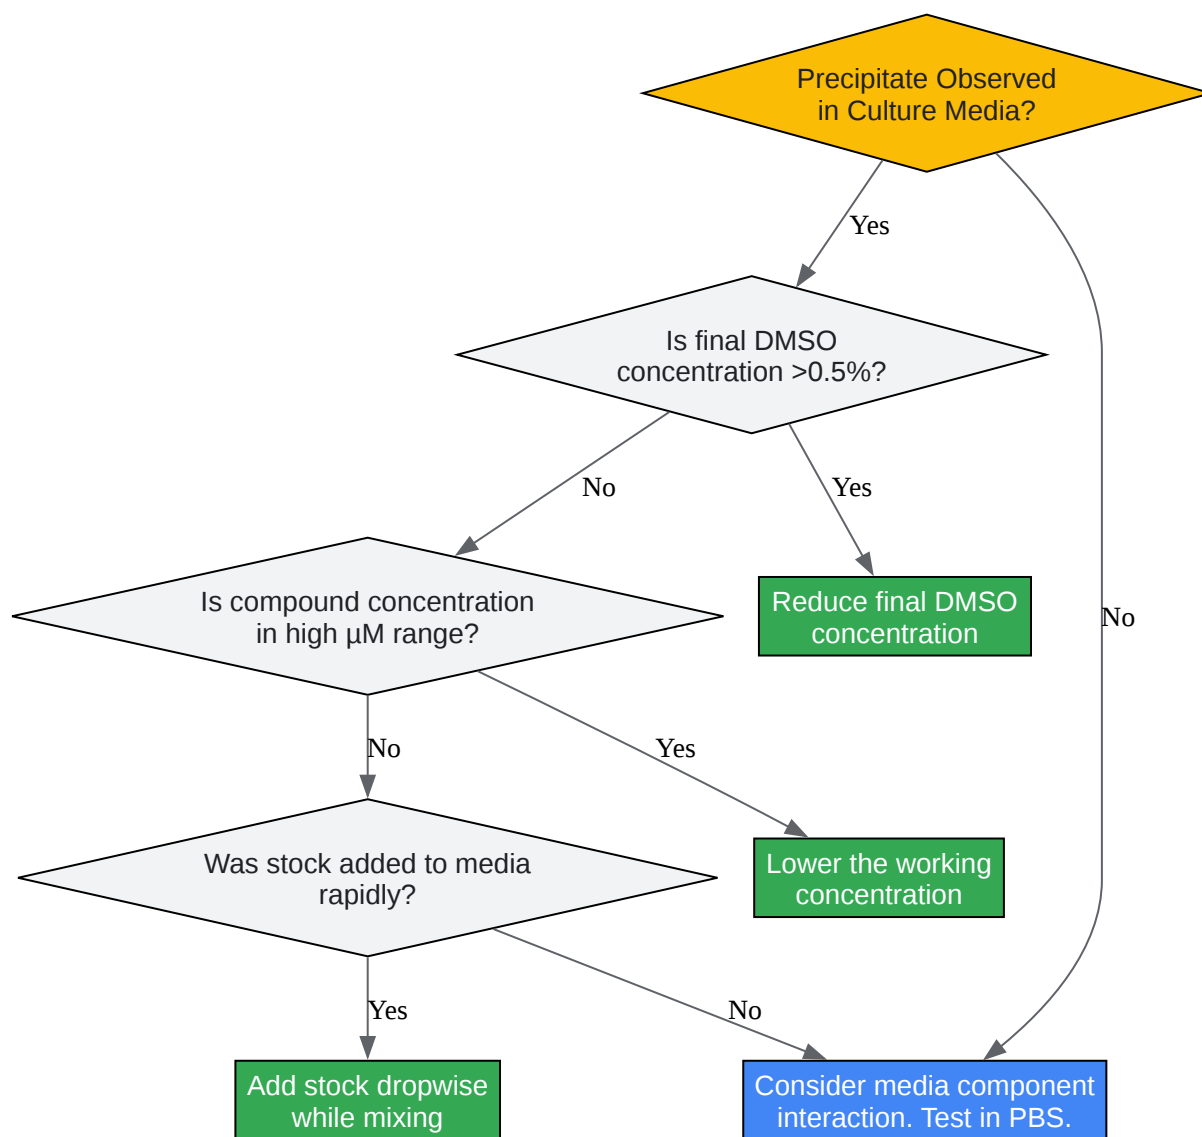 Precipitate Observed
in Culture Media?
Yes
Is final DMSO
concentration >0.5%?
No
Yes
Is compound concentration
in high µM range?
Reduce final DMSO
concentration
No
No
Yes
Was stock added to media
rapidly?
Lower the working
concentration
Yes
No
Add stock dropwise
while mixing
Consider media component
interaction. Test in PBS.